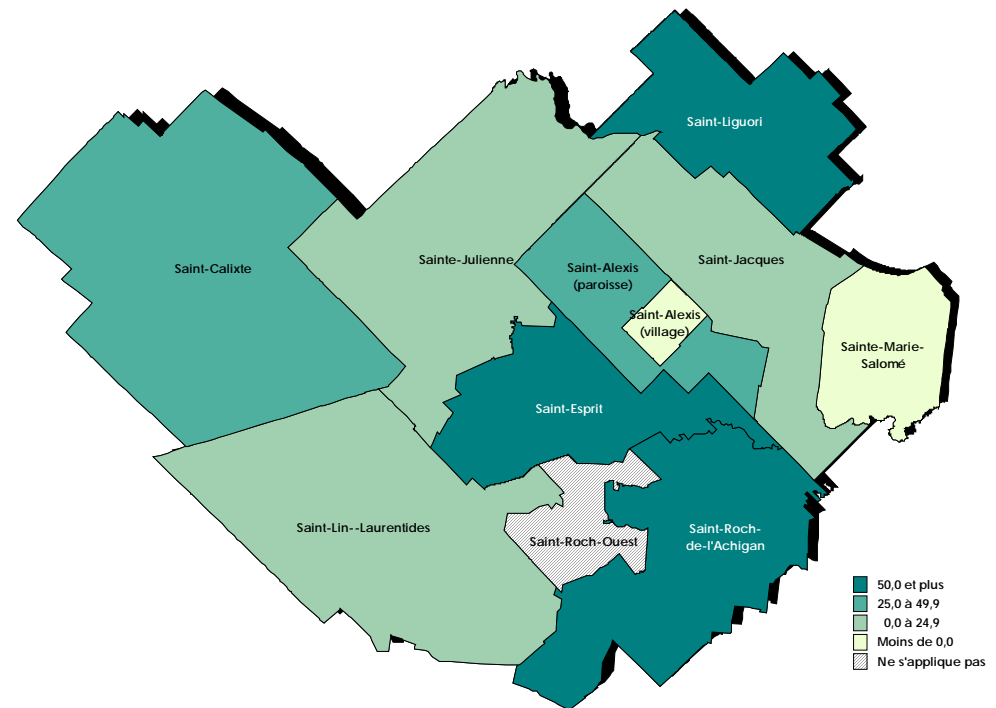 Saint-Liguori
Sainte-Julienne
Saint-Jacques
Saint-Calixte
Saint-Alexis
(paroisse)
Saint-Alexis
(village)
Sainte-Marie-
Salomé
Saint-Esprit
Saint-Lin--Laurentides
Saint-Roch-Ouest
Saint-Roch-
de-l'Achigan
50,0 et plus
25,0 à 49,9
0,0 à 24,9
Moins de 0,0
Ne s'applique pas